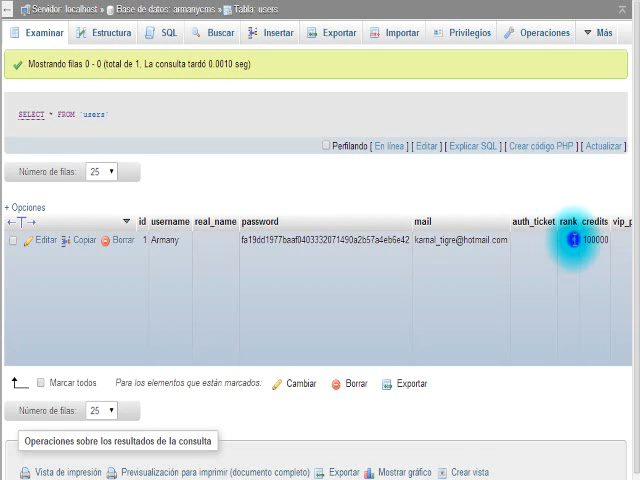 Servidor: localhost » Base de datos: armanycms » Tabla: users
Examinar Estructura SQL Buscar Insertar Exportar Importar Privilegios Operaciones Más
Mostrando filas 0 - 0 (total de 1, La consulta tardó 0.0010 seg)
SELECT * FROM `users`
Perfilando [ En línea ] [ Editar ] [ Explicar SQL ] [ Crear código PHP ] [ Actualizar ]
Número de filas: 25
+ Opciones
←T→ id username real_name password mail auth_ticket rank credits vip_p
Editar Copiar Borrar 1 Armany fa19dd1977baaf0403332071490a2b57a4eb6e42 karnal_tigre@hotmail.com 1 100000
Marcar todos Para los elementos que están marcados: Cambiar Borrar Exportar
Número de filas: 25
Operaciones sobre los resultados de la consulta
Vista de impresión Previsualización para imprimir (documento completo) Exportar Mostrar gráfico Crear vista